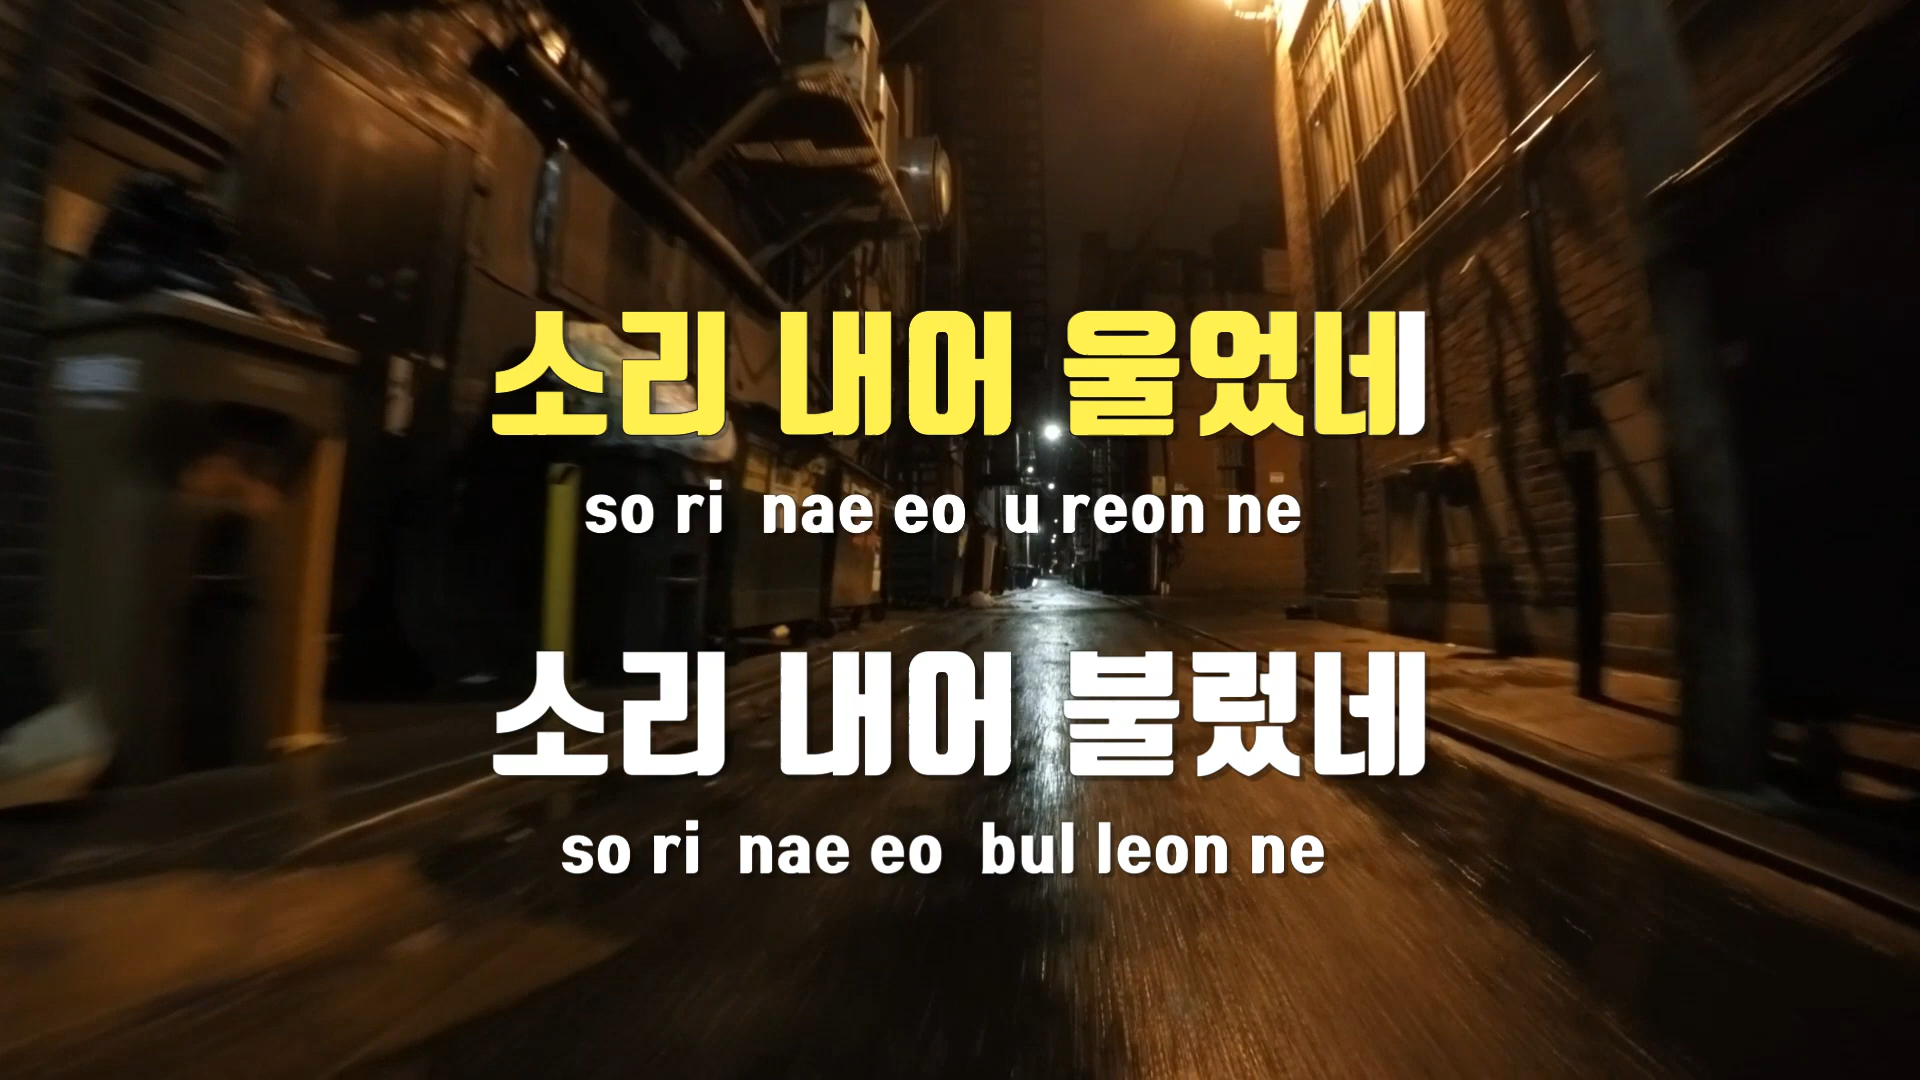 소리 내어 울었네
so ri nae eo u reon ne
소리 내어 불렀네
so ri nae eo bul leon ne